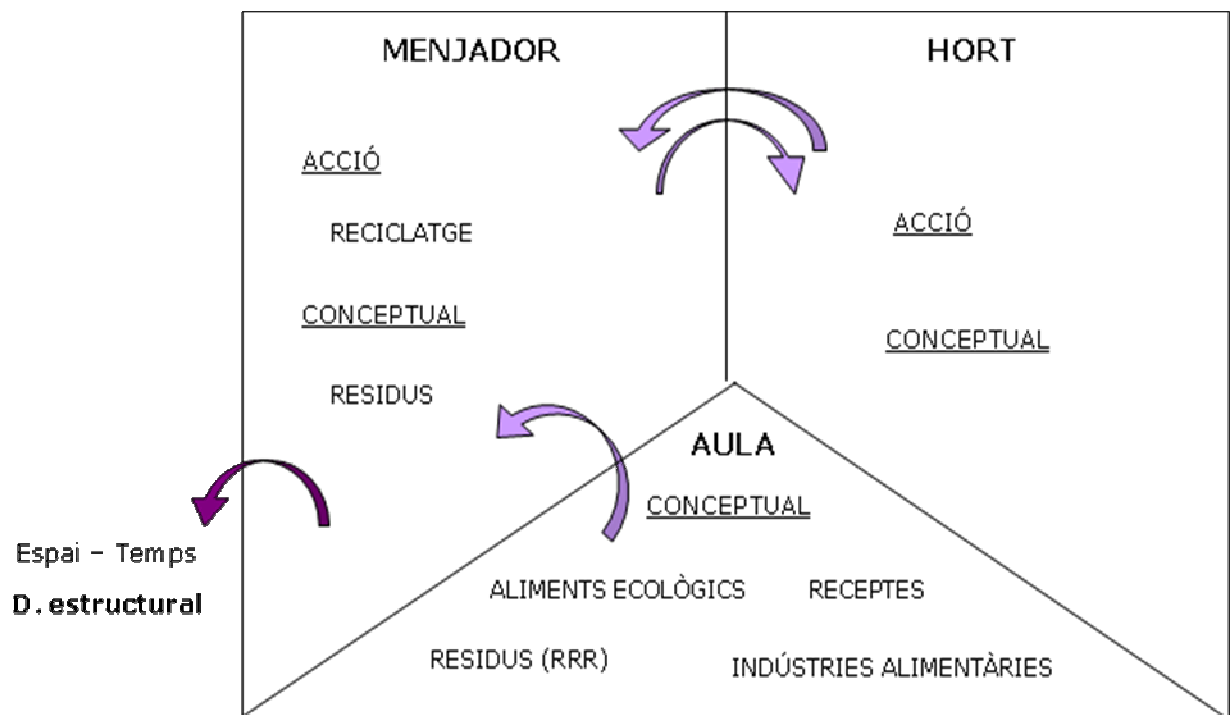 MENJADOR
HORT
ACCIÓ
RECICLATGE
CONCEPTUAL
RESIDUS
ACCIÓ
CONCEPTUAL
AULA
CONCEPTUAL
ALIMENTS ECOLÒGICS
RECEPTES
RESIDUS (RRR)
INDÚSTRIES ALIMENTÀRIES
Espai – Temps
D. estructural